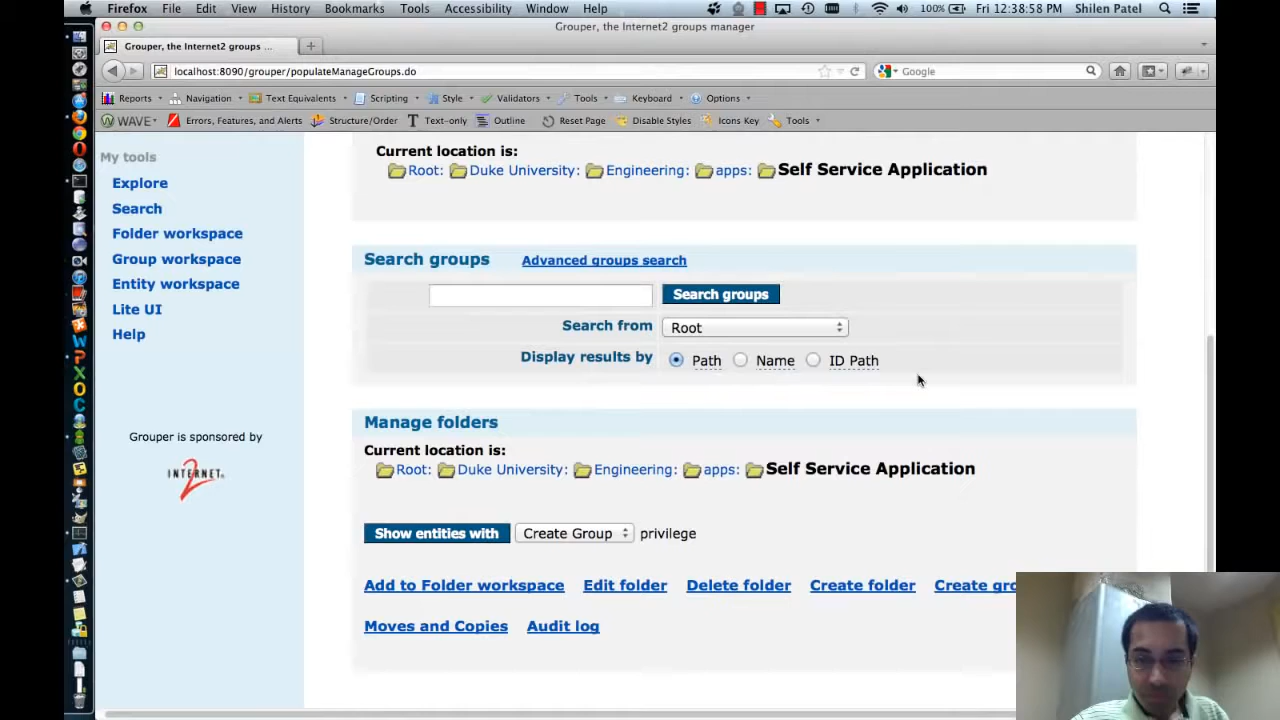 Firefox File Edit View History Bookmarks Tools Accessibility Window Help 100% Fri 12:38:58 PM Shilen Patel
Grouper, the Internet2 groups manager
Grouper, the Internet2 groups ...
localhost:8090/grouper/populateManageGroups.do Google
Reports Navigation Text Equivalents Scripting Style Validators Tools Keyboard Options
WAVE Errors, Features, and Alerts Structure/Order Text-only Outline Reset Page Disable Styles Icons Key Tools
My tools
Explore
Search
Folder workspace
Group workspace
Entity workspace
Lite UI
Help
Grouper is sponsored by
INTERNET
2
Current location is:
Root: Duke University: Engineering: apps: Self Service Application
Search groups Advanced groups search
Search groups
Search from Root
Display results by Path Name ID Path
Manage folders
Current location is:
Root: Duke University: Engineering: apps: Self Service Application
Show entities with Create Group privilege
Add to Folder workspace Edit folder Delete folder Create folder Create gro
Moves and Copies Audit log